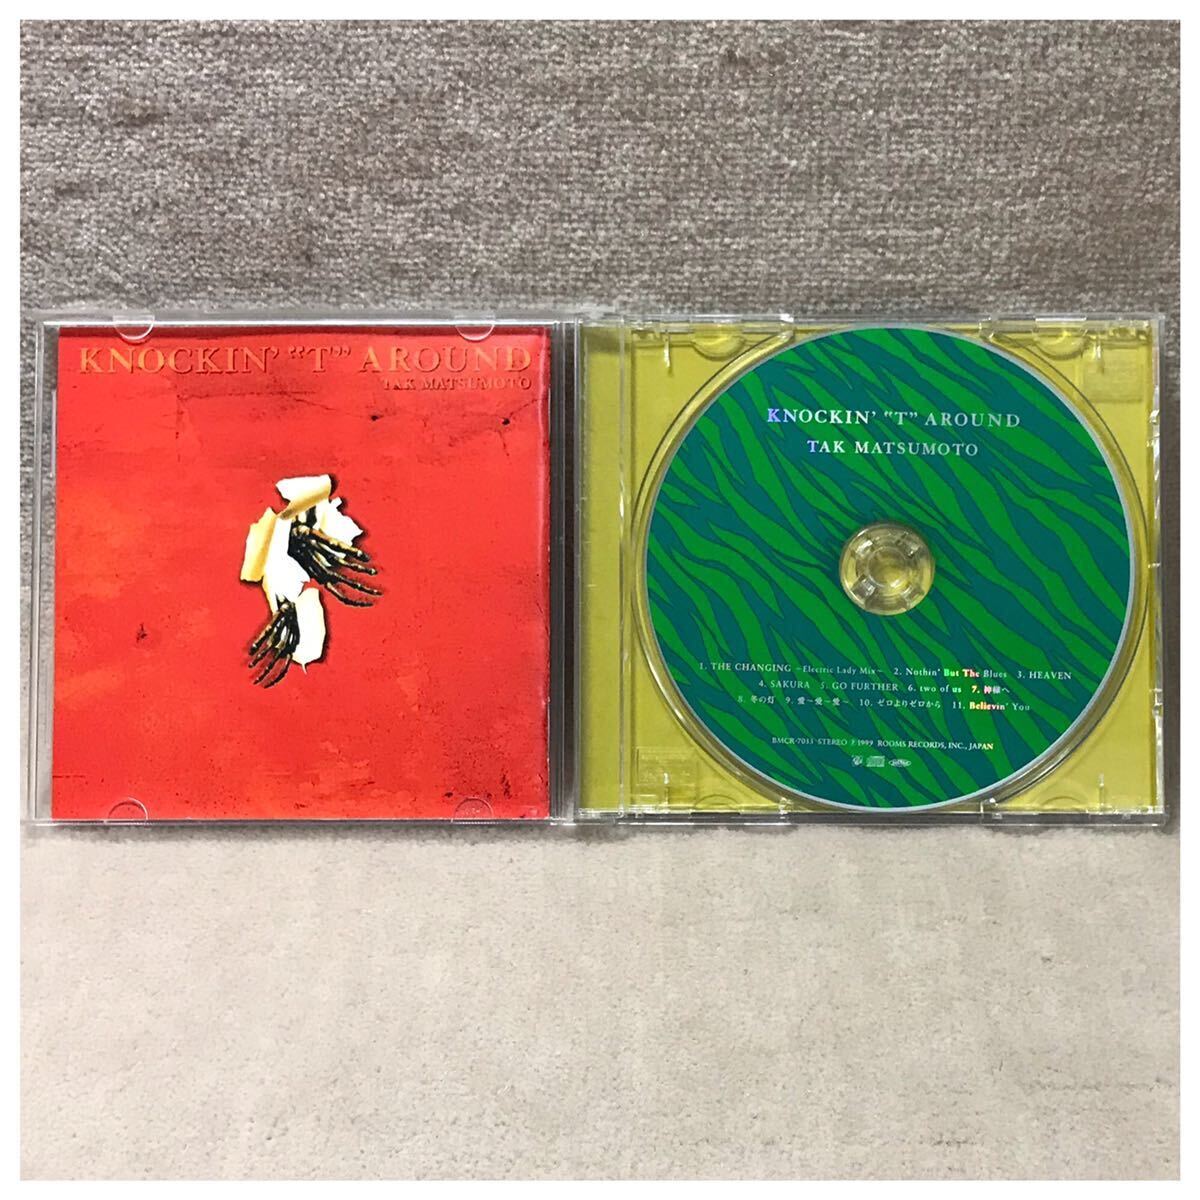 KNOCKIN' "T" AROUND
TAK MATSUMOTO
KNOCKIN' "T" AROUND
TAK MATSUMOTO
1. THE CHANGING ~Electric Lady Mix~ 2. Nothin' But The Blues 3. HEAVEN
4. SAKURA 5. GO FURTHER 6. two of us 7. 神様へ
8. 冬の灯 9. 愛~愛~愛~ 10. ゼロよりゼロから 11. Believin' You
BMCR-7033 STEREO ℗1999 ROOMS RECORDS, INC., JAPAN